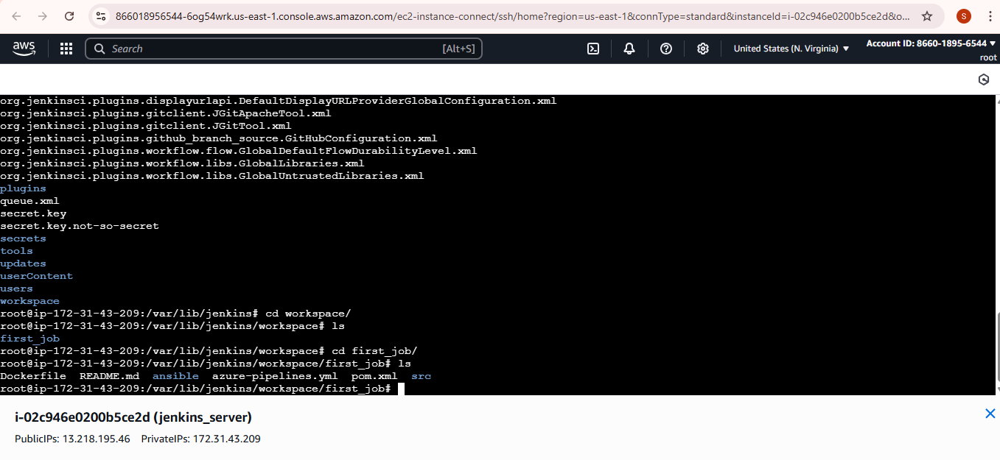 866018956544-6og54wrk.us-east-1.console.aws.amazon.com/ec2-instance-connect/ssh/home?region=us-east-1&connType=standard&instanceId=i-02c946e0200b5ce2d&o...
S
aws
Search
[Alt+S]
United States (N. Virginia)
Account ID: 8660-1895-6544
root
org.jenkinsci.plugins.displayurlapi.DefaultDisplayURLProviderGlobalConfiguration.xml
org.jenkinsci.plugins.gitclient.JGitApacheTool.xml
org.jenkinsci.plugins.gitclient.JGitTool.xml
org.jenkinsci.plugins.github_branch_source.GitHubConfiguration.xml
org.jenkinsci.plugins.workflow.flow.GlobalDefaultFlowDurabilityLevel.xml
org.jenkinsci.plugins.workflow.libs.GlobalLibraries.xml
org.jenkinsci.plugins.workflow.libs.GlobalUntrustedLibraries.xml
plugins
queue.xml
secret.key
secret.key.not-so-secret
secrets
tools
updates
userContent
users
workspace
root@ip-172-31-43-209:/var/lib/jenkins# cd workspace/
root@ip-172-31-43-209:/var/lib/jenkins/workspace# ls
first_job
root@ip-172-31-43-209:/var/lib/jenkins/workspace# cd first_job/
root@ip-172-31-43-209:/var/lib/jenkins/workspace/first_job# ls
Dockerfile  README.md  ansible  azure-pipelines.yml  pom.xml  src
root@ip-172-31-43-209:/var/lib/jenkins/workspace/first_job#
i-02c946e0200b5ce2d (jenkins_server)
PublicIPs: 13.218.195.46    PrivateIPs: 172.31.43.209